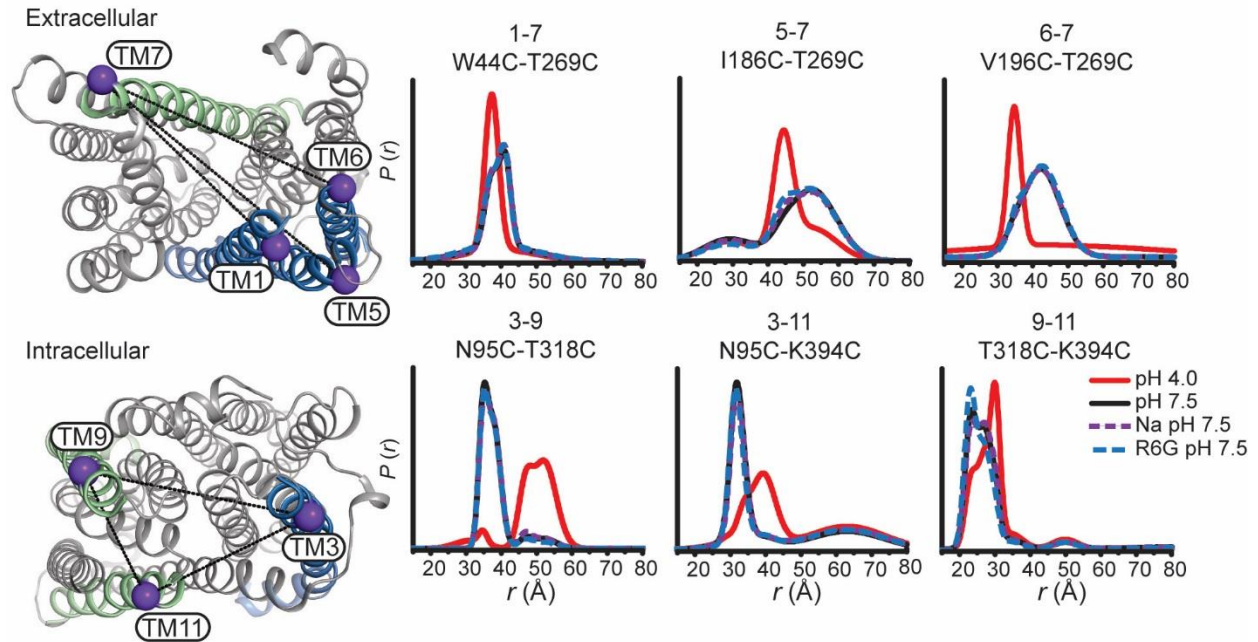 Extracellular
TM7
TM6
TM1
TM5
1-7
W44C-T269C
5-7
I186C-T269C
6-7
V196C-T269C
P (r)
20 30 40 50 60 70 80
20 30 40 50 60 70 80
20 30 40 50 60 70 80
Intracellular
TM9
TM3
TM11
3-9
N95C-T318C
3-11
N95C-K394C
9-11
T318C-K394C
P (r)
pH 4.0
pH 7.5
Na pH 7.5
R6G pH 7.5
20 30 40 50 60 70 80
20 30 40 50 60 70 80
20 30 40 50 60 70 80
r (Å)
r (Å)
r (Å)